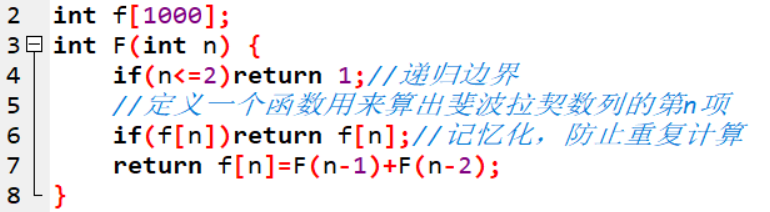 2 int f[1000];
3 int F(int n) {
4 if(n<=2)return 1;//递归边界
5 //定义一个函数用来算出斐波拉契数列的第n项
6 if(f[n])return f[n];//记忆化，防止重复计算
7 return f[n]=F(n-1)+F(n-2);
8 }